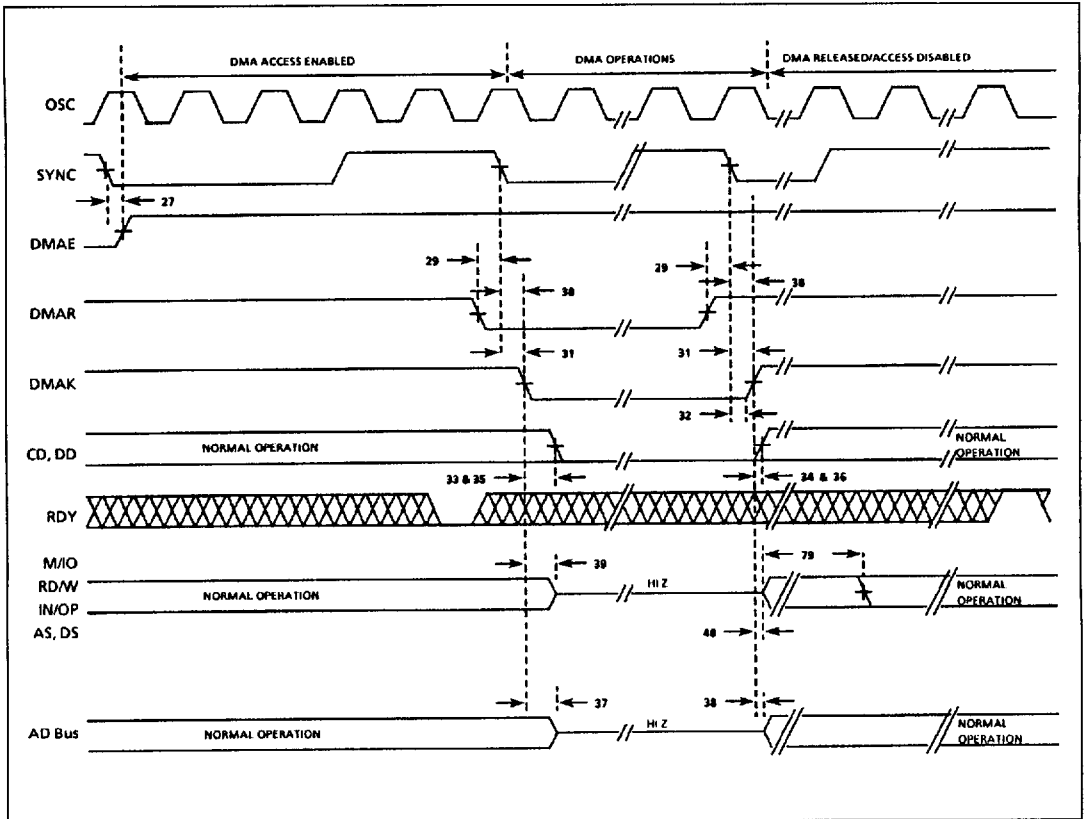 DMA ACCESS ENABLED DMA OPERATIONS DMA RELEASED/ACCESS DISABLED
OSC
SYNC
27
DMAE
29 29
30 38
DMAR
31 31
DMAK
32
NORMAL OPERATION NORMAL OPERATION
CD, DD
33 & 35 34 & 36
RDY
M/IO 39 79
RD/W HI Z NORMAL OPERATION
NORMAL OPERATION
IN/OP
AS, DS 40
37 38
AD Bus NORMAL OPERATION HI Z NORMAL OPERATION